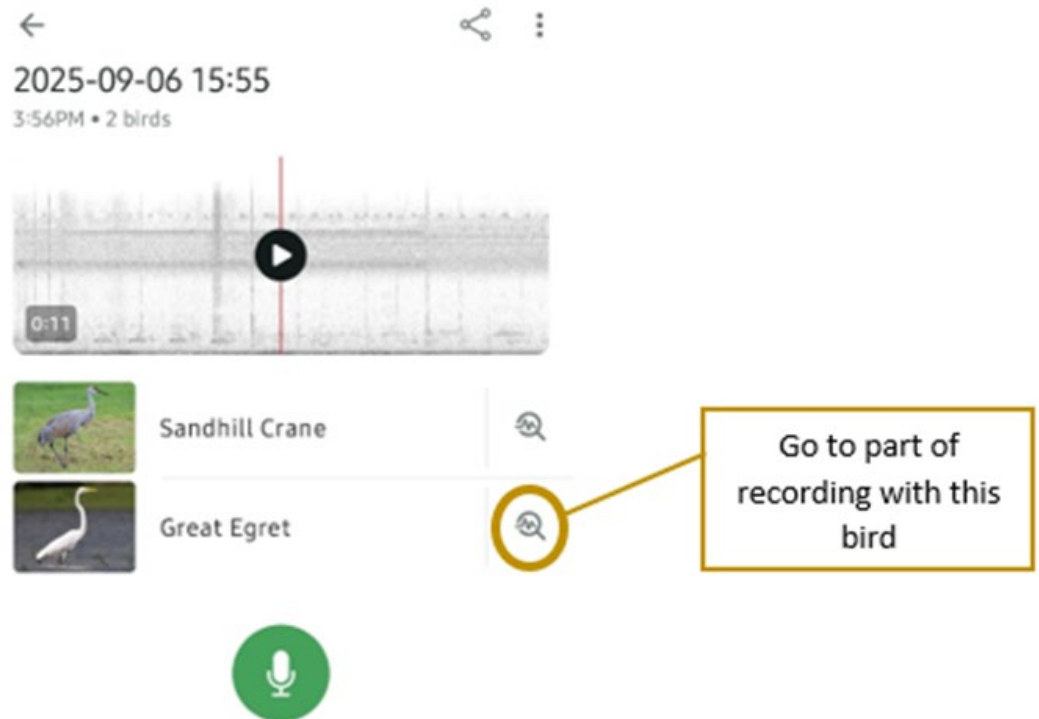 2025-09-06 15:55
3:56PM • 2 birds
0:11
Sandhill Crane
Great Egret
Go to part of
recording with this
bird